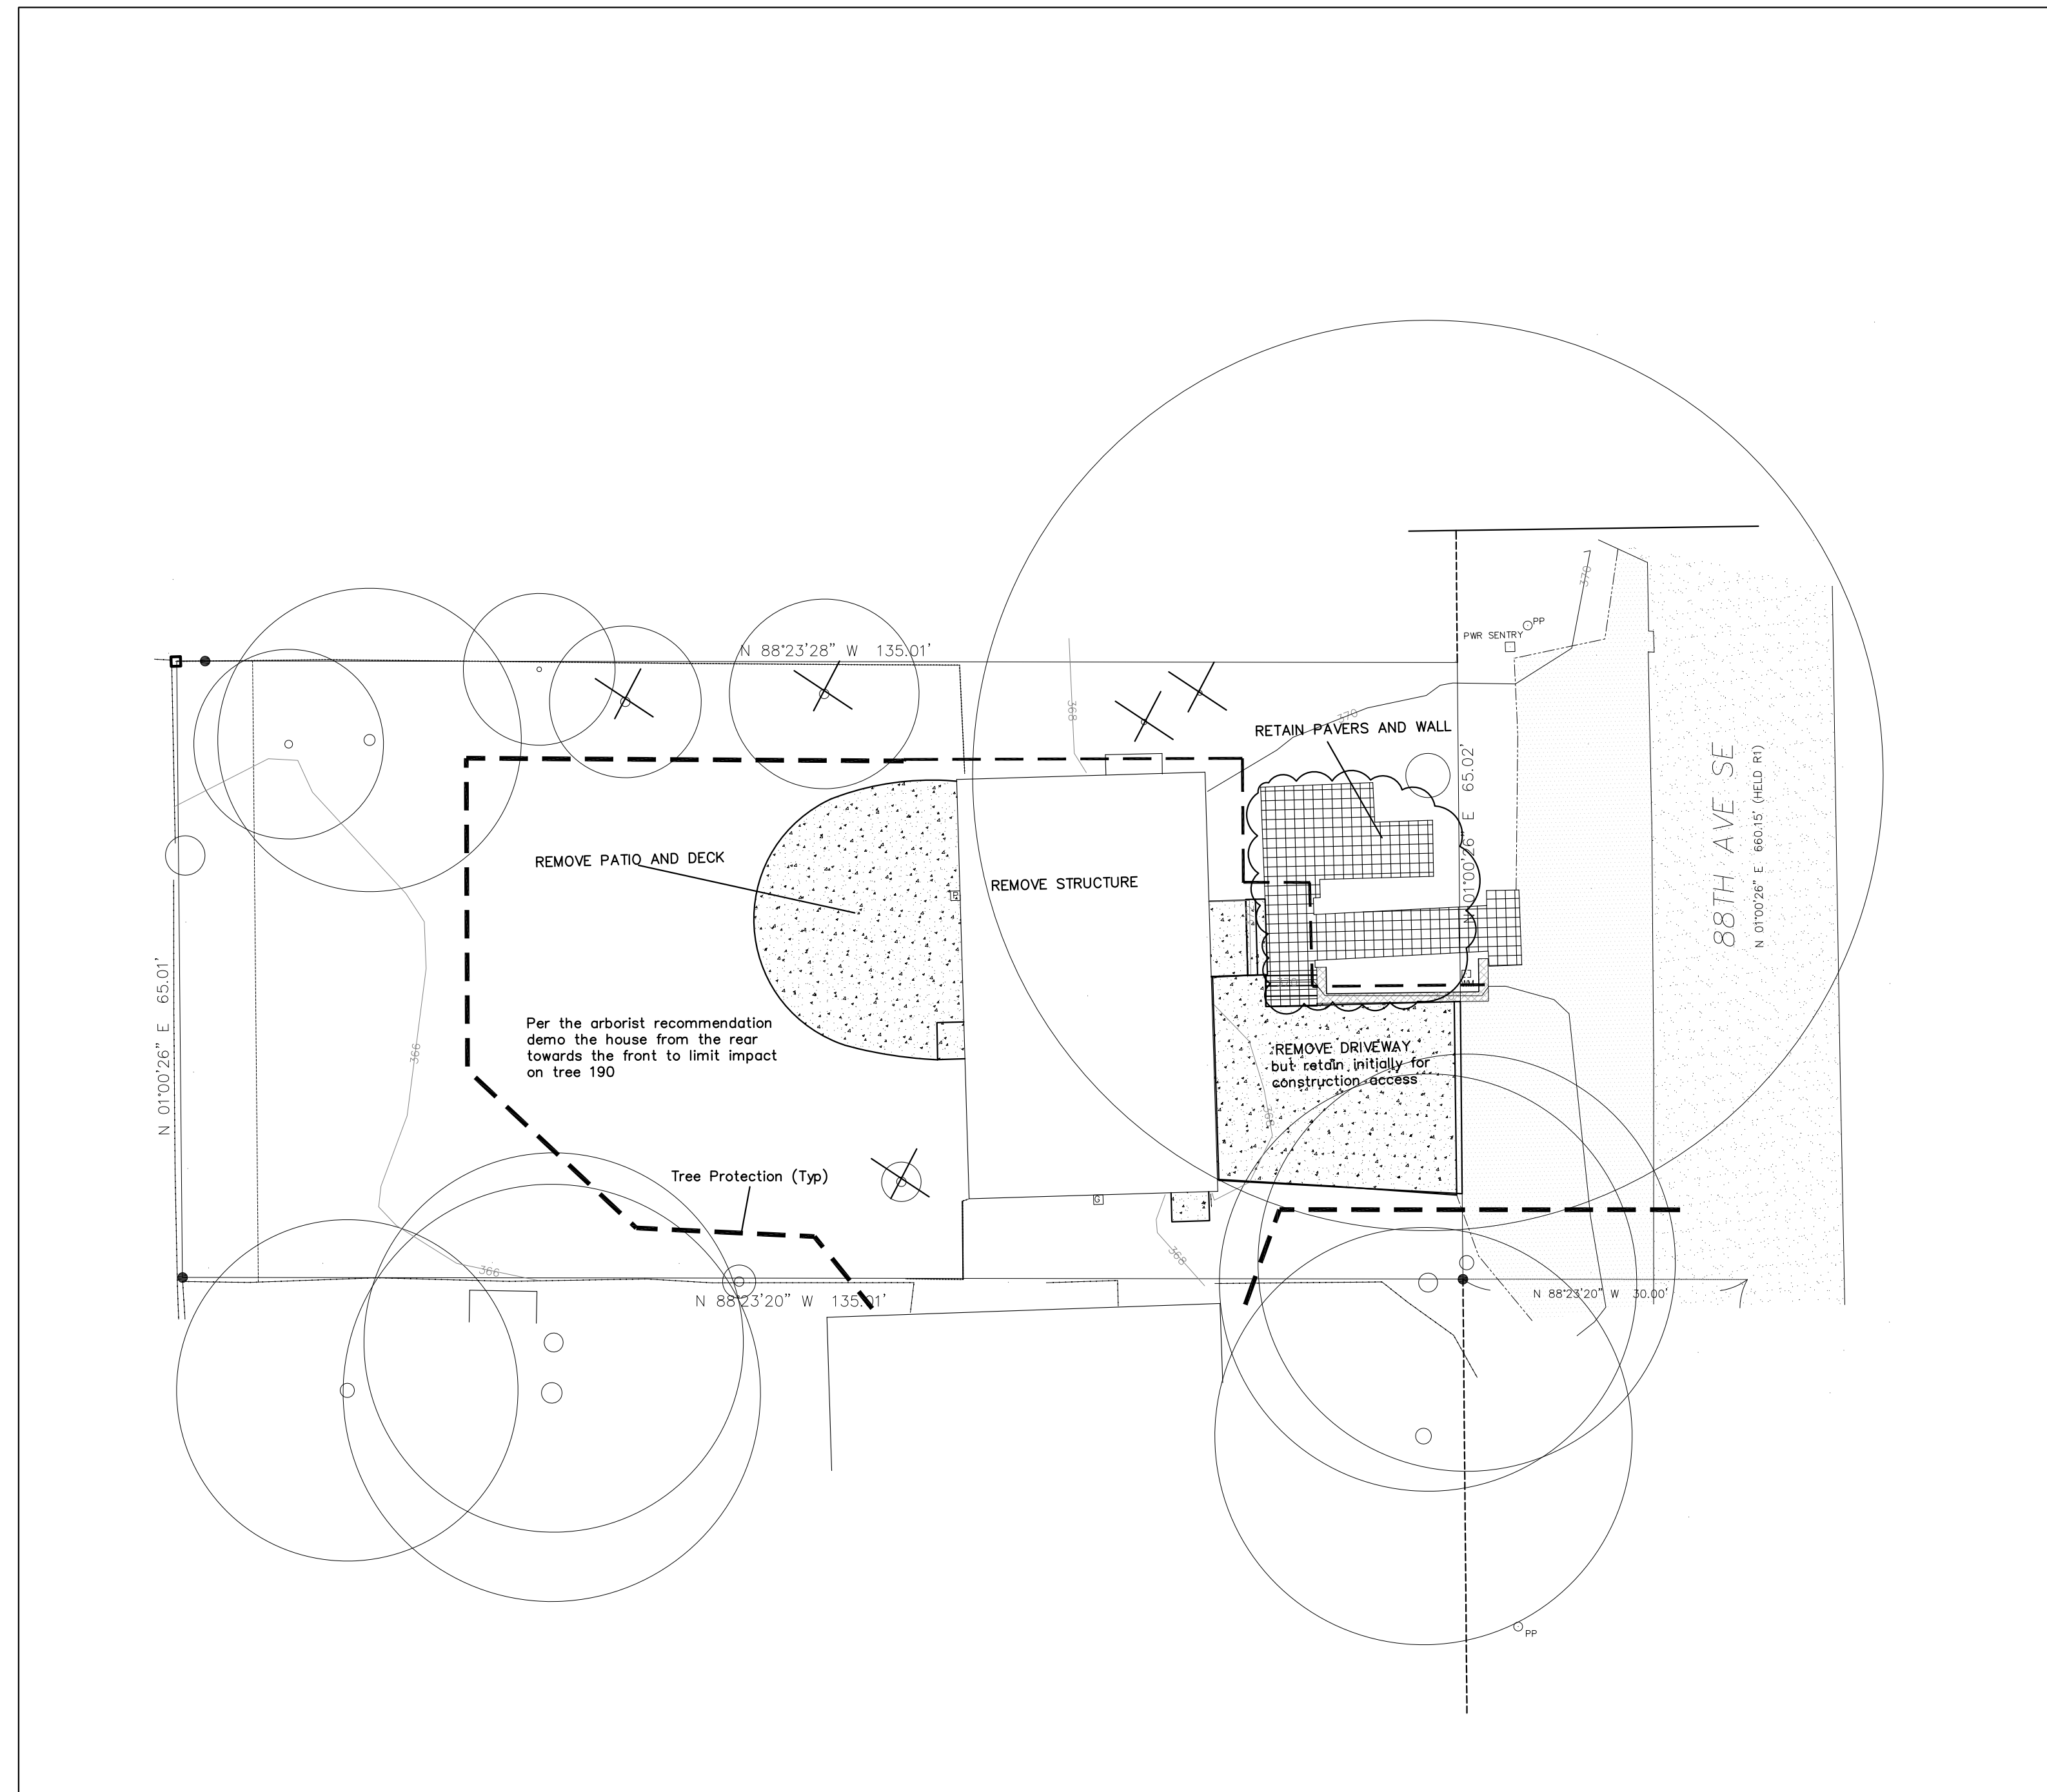 N 88°23'28" W 135.01'
PP
PWR SENTRY
370
370
368
RETAIN PAVERS AND WALL
N 01°00'26" E 65.02'
88TH AVE SE
N 01°00'26" E 660.15' (HELD R1)
REMOVE PATIO AND DECK
REMOVE STRUCTURE
P
N 01°00'26" E 65.01'
366
Per the arborist recommendation
demo the house from the rear
towards the front to limit impact
on tree 190
REMOVE DRIVEWAY
but retain initially for
construction access
368
Tree Protection (Typ)
G
368
366
N 88°23'20" W 135.01'
N 88°23'20" W 30.00'
PP